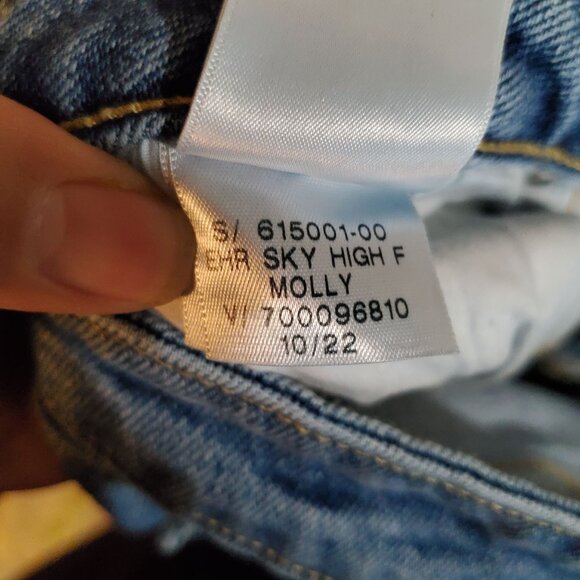 S/ 615001-00
EHR SKY HIGH F
MOLLY
V/ 700096810
10/22